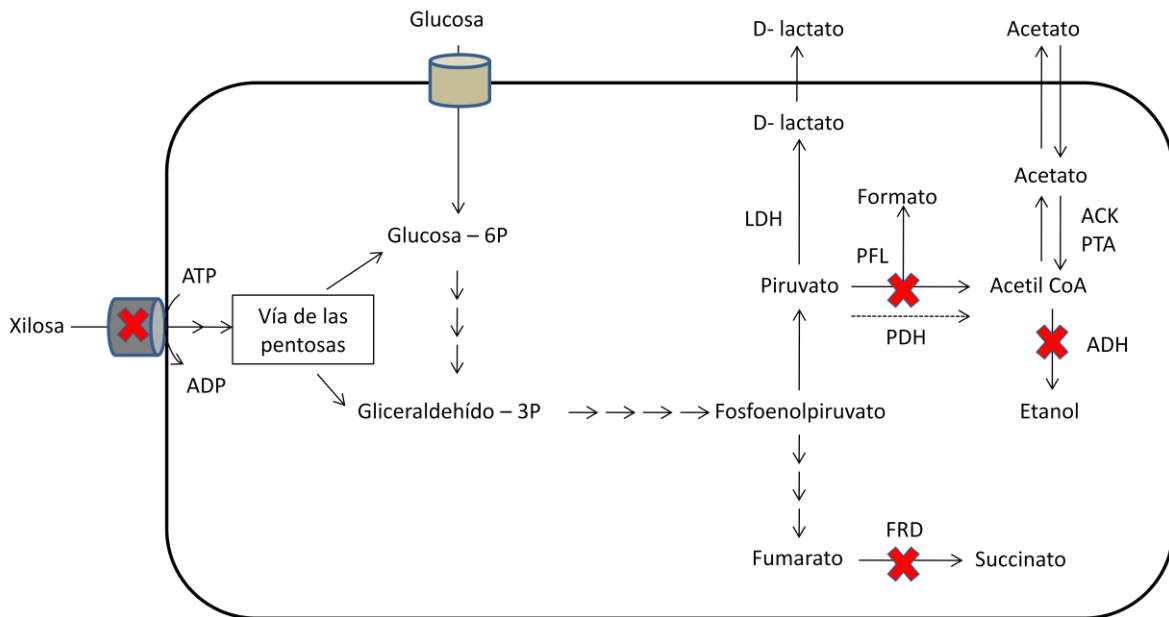 Glucosa
D- lactato
Acetato
D- lactato
Acetato
Formato
LDH
ACK
PTA
Glucosa – 6P
PFL
ATP
Piruvato
Acetil CoA
Xilosa
Vía de las
pentosas
PDH
ADH
ADP
Gliceraldehído – 3P
Fosfoenolpiruvato
Etanol
FRD
Fumarato
Succinato